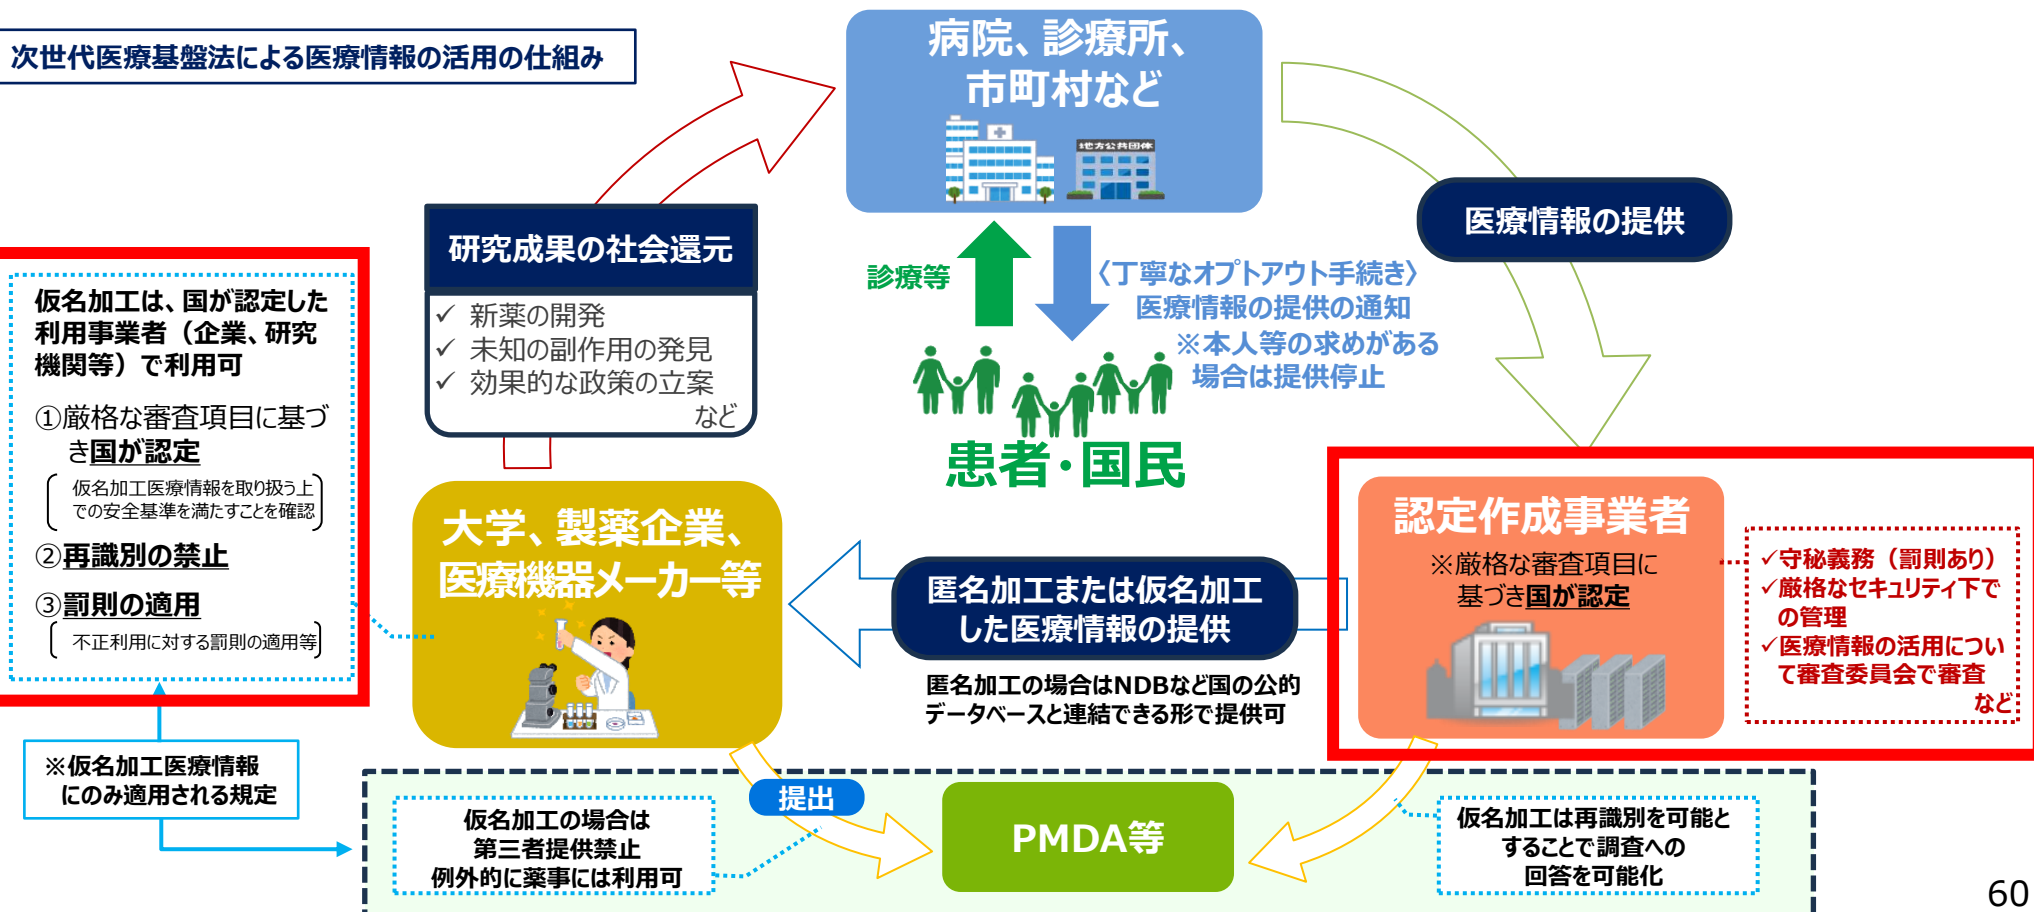 次世代医療基盤法による医療情報の活用の仕組み
病院、診療所、
市町村など
地方公共団体
医療情報の提供
研究成果の社会還元
✓ 新薬の開発
✓ 未知の副作用の発見
✓ 効果的な政策の立案
など
診療等
〈丁寧なオプトアウト手続き〉
医療情報の提供の通知
※本人等の求めがある
場合は提供停止
患者・国民
仮名加工は、国が認定した
利用事業者（企業、研究
機関等）で利用可
①厳格な審査項目に基づ
き国が認定
仮名加工医療情報を取り扱う上
での安全基準を満たすことを確認
②再識別の禁止
③罰則の適用
不正利用に対する罰則の適用等
大学、製薬企業、
医療機器メーカー等
匿名加工または仮名加工
した医療情報の提供
匿名加工の場合はNDBなど国の公的
データベースと連結できる形で提供可
認定作成事業者
※厳格な審査項目に
基づき国が認定
✓守秘義務（罰則あり）
✓厳格なセキュリティ下で
の管理
✓医療情報の活用につい
て審査委員会で審査
など
※仮名加工医療情報
にのみ適用される規定
提出
仮名加工の場合は
第三者提供禁止
例外的に薬事には利用可
PMDA等
仮名加工は再識別を可能と
することで調査への
回答を可能化
60